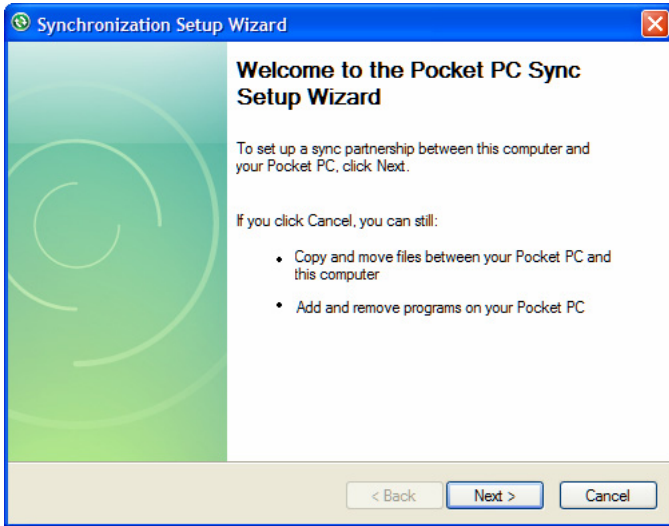 Synchronization Setup Wizard
Welcome to the Pocket PC Sync
Setup Wizard
To set up a sync partnership between this computer and
your Pocket PC, click Next.
If you click Cancel, you can still:
• Copy and move files between your Pocket PC and
this computer
• Add and remove programs on your Pocket PC
< Back Next > Cancel